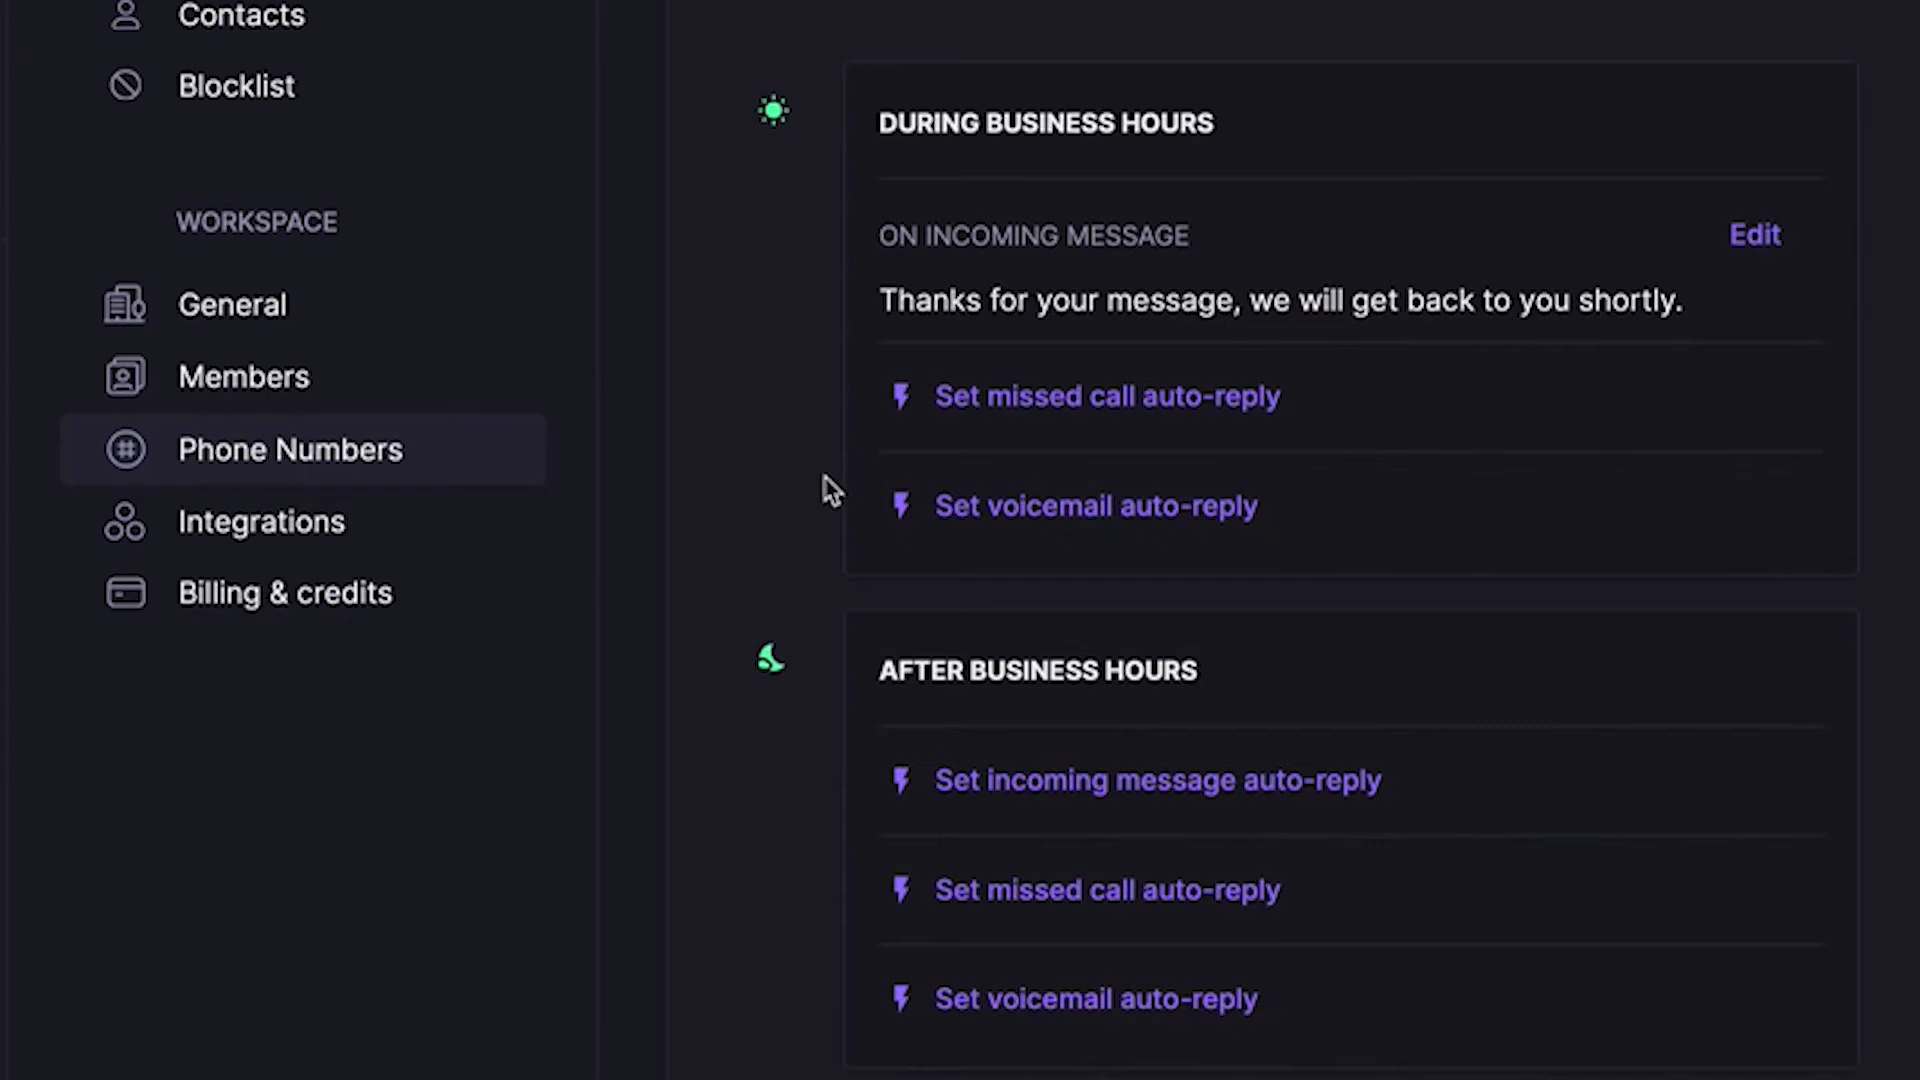 Contacts
Blocklist
WORKSPACE
General
Members
Phone Numbers
Integrations
Billing & credits
DURING BUSINESS HOURS
ON INCOMING MESSAGE
Edit
Thanks for your message, we will get back to you shortly.
Set missed call auto-reply
Set voicemail auto-reply
AFTER BUSINESS HOURS
Set incoming message auto-reply
Set missed call auto-reply
Set voicemail auto-reply